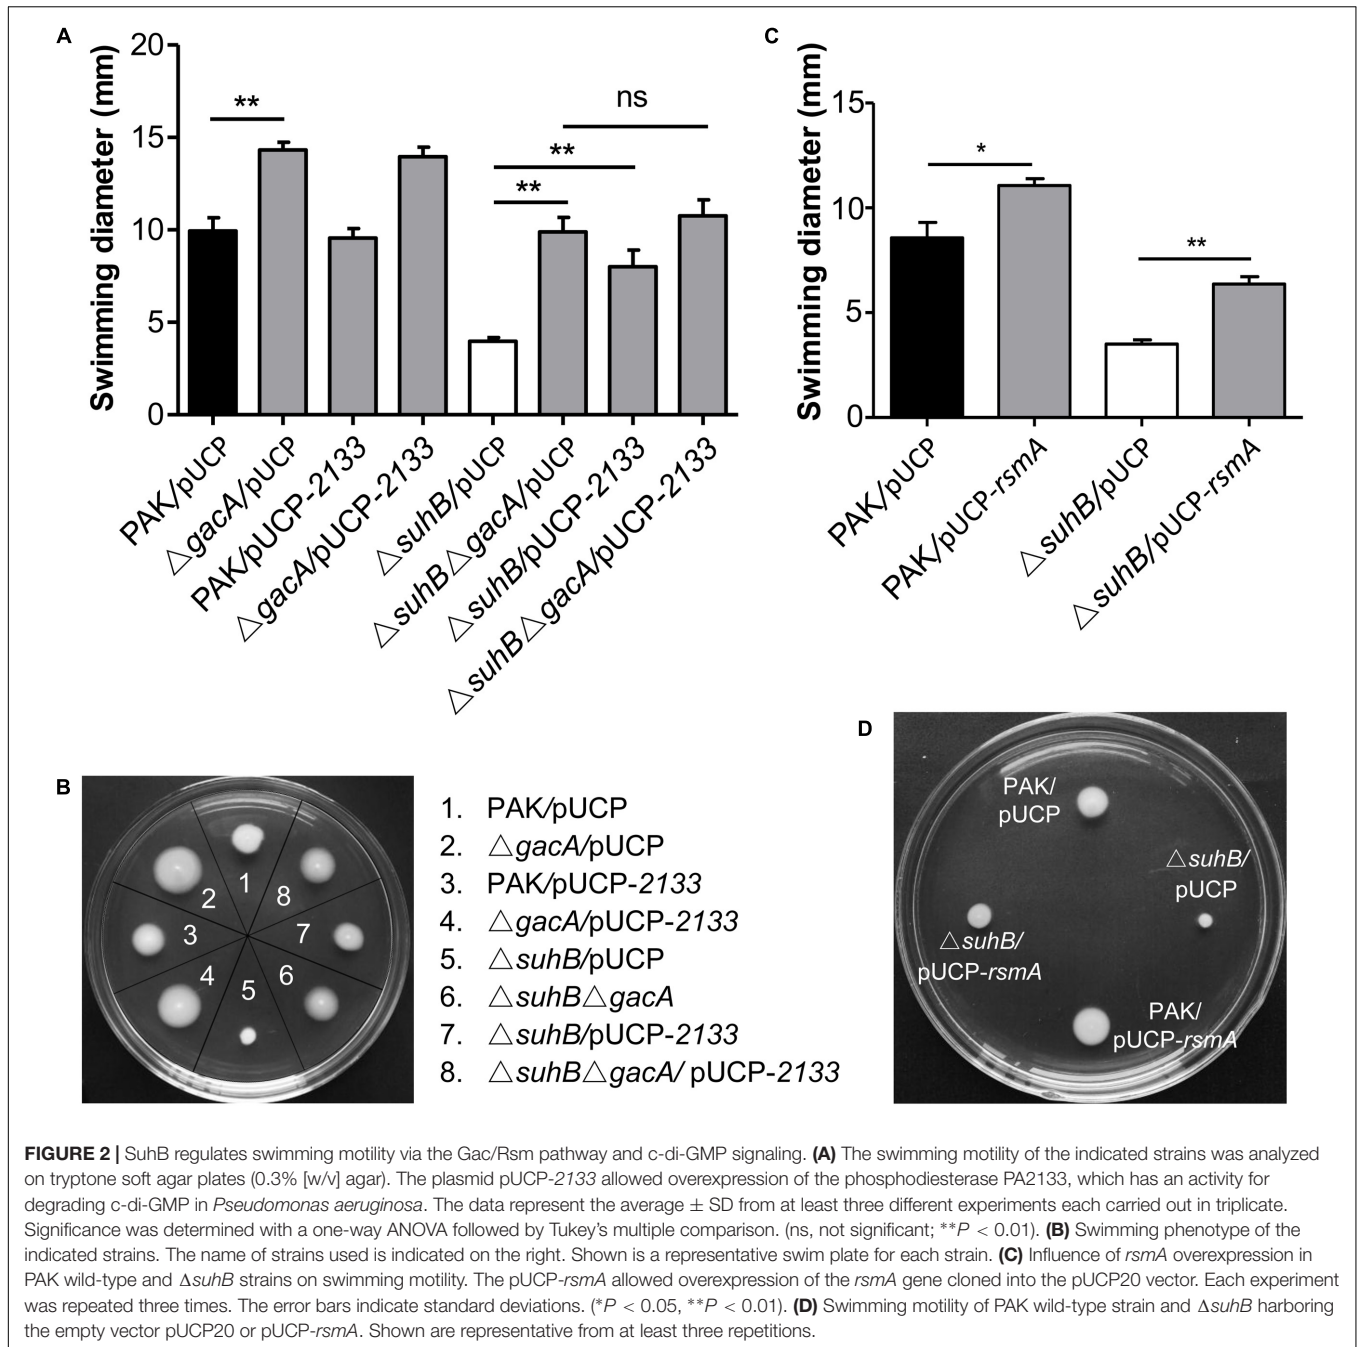 A
Swimming diameter (mm)
20
15
10
5
0
**
**
**
ns
PAK/pUCP
△gacA/pUCP
PAK/pUCP-2133
△gacA/pUCP-2133
△suhB/pUCP
△suhB△gacA/pUCP
△suhB/pUCP-2133
△suhB△gacA/pUCP-2133
C
Swimming diameter (mm)
15
10
5
0
*
**
PAK/pUCP
PAK/pUCP-rsmA
△suhB/pUCP
△suhB/pUCP-rsmA
B
1
2
3
4
5
6
7
8
1. PAK/pUCP
2. △gacA/pUCP
3. PAK/pUCP-2133
4. △gacA/pUCP-2133
5. △suhB/pUCP
6. △suhB△gacA
7. △suhB/pUCP-2133
8. △suhB△gacA/ pUCP-2133
D
PAK/
pUCP
△suhB/
pUCP
△suhB/
pUCP-rsmA
PAK/
pUCP-rsmA
FIGURE 2 | SuhB regulates swimming motility via the Gac/Rsm pathway and c-di-GMP signaling. (A) The swimming motility of the indicated strains was analyzed
on tryptone soft agar plates (0.3% [w/v] agar). The plasmid pUCP-2133 allowed overexpression of the phosphodiesterase PA2133, which has an activity for
degrading c-di-GMP in Pseudomonas aeruginosa. The data represent the average ± SD from at least three different experiments each carried out in triplicate.
Significance was determined with a one-way ANOVA followed by Tukey's multiple comparison. (ns, not significant; **P < 0.01). (B) Swimming phenotype of the
indicated strains. The name of strains used is indicated on the right. Shown is a representative swim plate for each strain. (C) Influence of rsmA overexpression in
PAK wild-type and ΔsuhB strains on swimming motility. The pUCP-rsmA allowed overexpression of the rsmA gene cloned into the pUCP20 vector. Each experiment
was repeated three times. The error bars indicate standard deviations. (*P < 0.05, **P < 0.01). (D) Swimming motility of PAK wild-type strain and ΔsuhB harboring
the empty vector pUCP20 or pUCP-rsmA. Shown are representative from at least three repetitions.